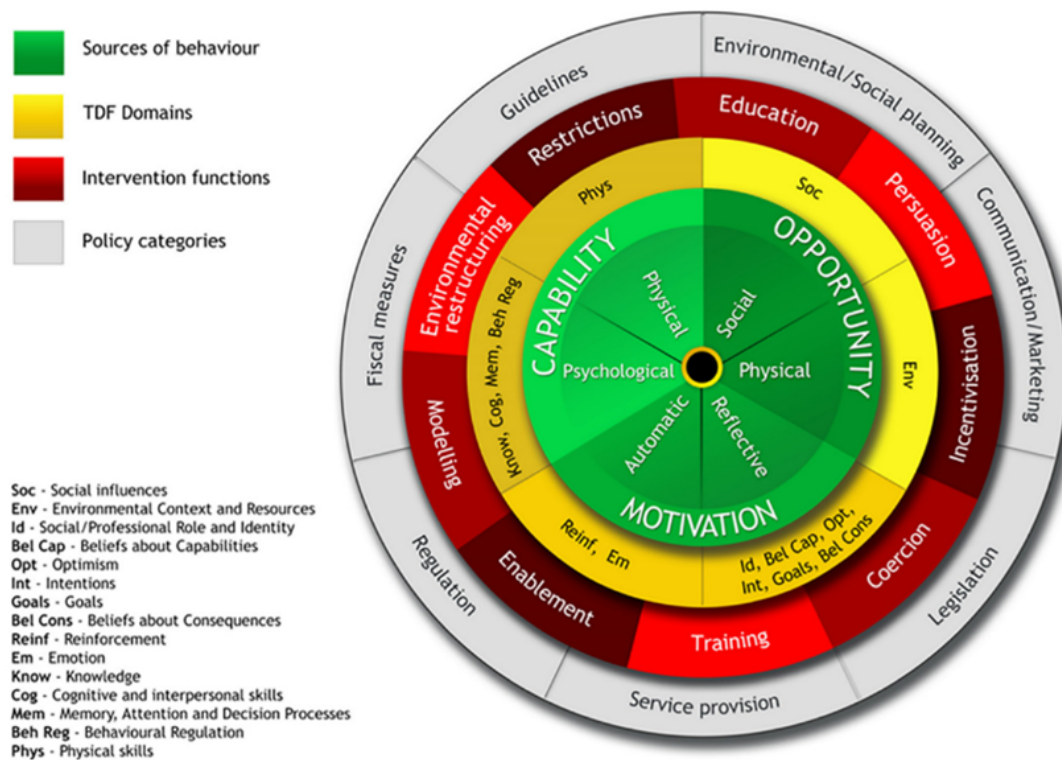 Sources of behaviour
TDF Domains
Intervention functions
Policy categories
Soc - Social influences
Env - Environmental Context and Resources
Id - Social/Professional Role and Identity
Bel Cap - Beliefs about Capabilities
Opt - Optimism
Int - Intentions
Goals - Goals
Bel Cons - Beliefs about Consequences
Reinf - Reinforcement
Em - Emotion
Know - Knowledge
Cog - Cognitive and interpersonal skills
Mem - Memory, Attention and Decision Processes
Beh Reg - Behavioural Regulation
Phys - Physical skills
Guidelines
Environmental/Social planning
Communication/Marketing
Legislation
Service provision
Regulation
Fiscal measures
Restrictions
Education
Persuasion
Incentivisation
Coercion
Training
Enablement
Modelling
Environmental
restructuring
Phys
Soc
Env
Id, Bel Cap, Opt,
Int, Goals, Bel Cons
Reinf, Em
Know, Cog, Mem, Beh Reg
CAPABILITY
OPPORTUNITY
MOTIVATION
Physical
Social
Physical
Reflective
Automatic
Psychological